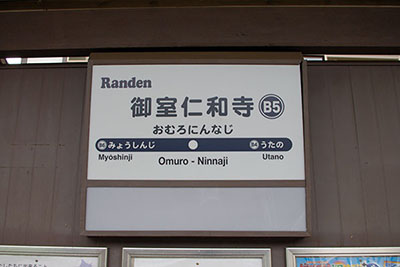 Randen
御室仁和寺 B5
おむろにんなじ
B6 みょうしんじ B4 うたの
Myōshinji Omuro - Ninnaji Utano